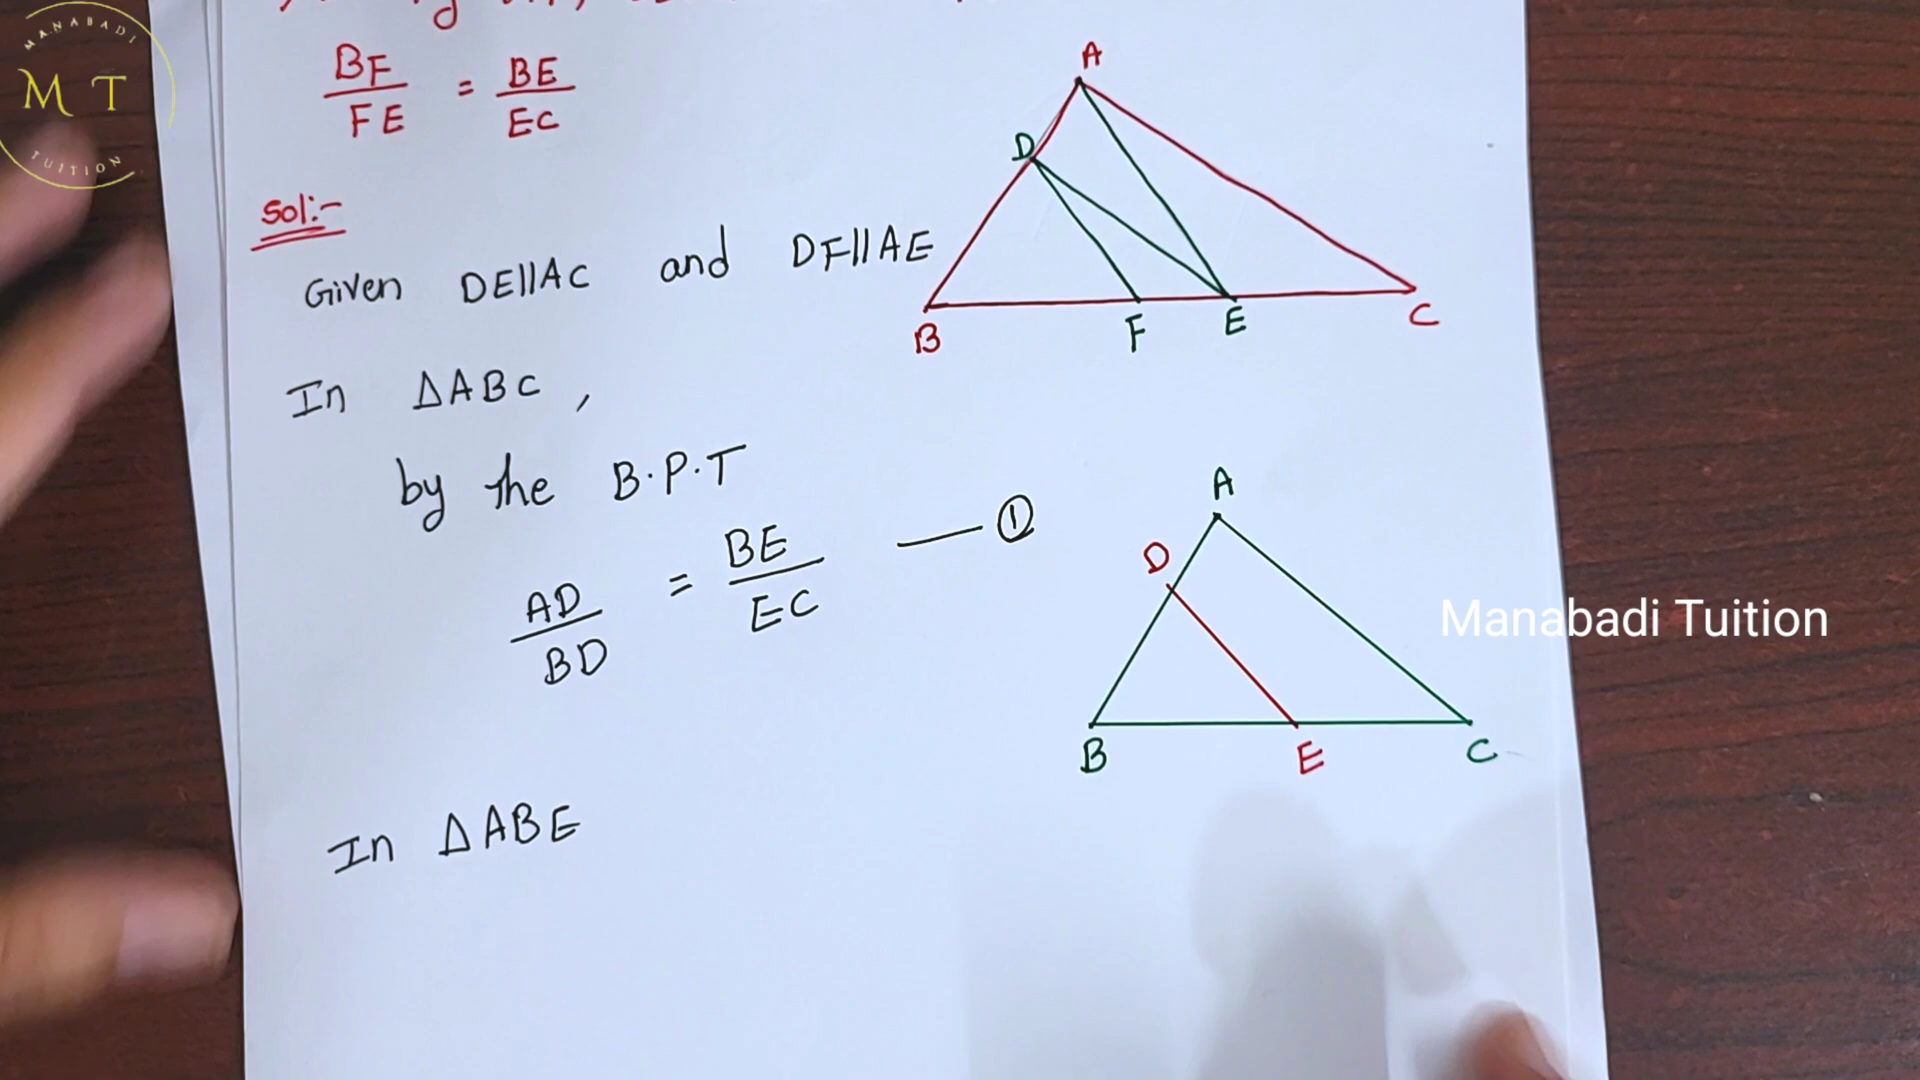 MANABADI
M T
TUITION
BF/FE = BE/EC
Sol:-
Given DE||AC and DF||AE
In ΔABC,
by the B.P.T
AD/BD = BE/EC — ①
In ΔABE
A
D
B F E C
A
D
B E C
Manabadi Tuition